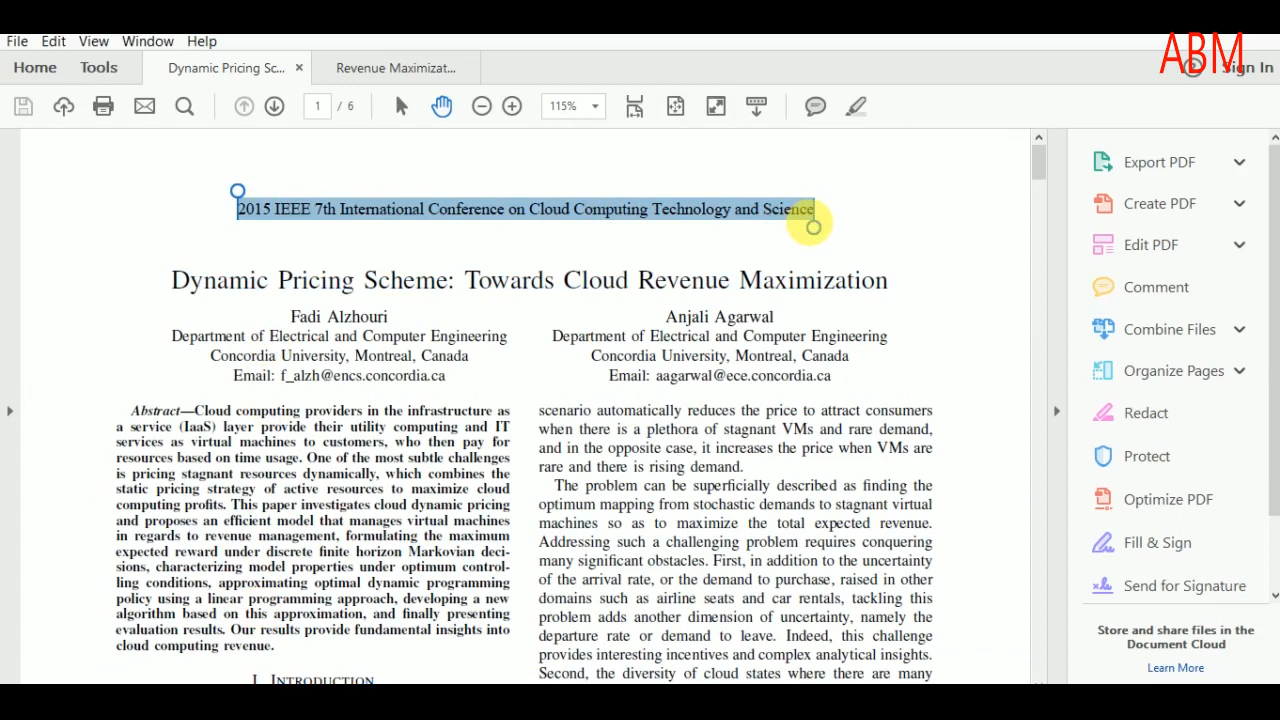 File Edit View Window Help
ABM
Home Tools Dynamic Pricing Sc... × Revenue Maximizat... Sign In
1 / 6 115%
Export PDF
Create PDF
Edit PDF
Comment
Combine Files
Organize Pages
Redact
Protect
Optimize PDF
Fill & Sign
Send for Signature
Store and share files in the
Document Cloud
Learn More
2015 IEEE 7th International Conference on Cloud Computing Technology and Science
Dynamic Pricing Scheme: Towards Cloud Revenue Maximization
Fadi Alzhouri
Department of Electrical and Computer Engineering
Concordia University, Montreal, Canada
Email: f_alzh@encs.concordia.ca
Anjali Agarwal
Department of Electrical and Computer Engineering
Concordia University, Montreal, Canada
Email: aagarwal@ece.concordia.ca
Abstract—Cloud computing providers in the infrastructure as
a service (IaaS) layer provide their utility computing and IT
services as virtual machines to customers, who then pay for
resources based on time usage. One of the most subtle challenges
is pricing stagnant resources dynamically, which combines the
static pricing strategy of active resources to maximize cloud
computing profits. This paper investigates cloud dynamic pricing
and proposes an efficient model that manages virtual machines
in regards to revenue management, formulating the maximum
expected reward under discrete finite horizon Markovian deci-
sions, characterizing model properties under optimum control-
ling conditions, approximating optimal dynamic programming
policy using a linear programming approach, developing a new
algorithm based on this approximation, and finally presenting
evaluation results. Our results provide fundamental insights into
cloud computing revenue.
I. INTRODUCTION
scenario automatically reduces the price to attract consumers
when there is a plethora of stagnant VMs and rare demand,
and in the opposite case, it increases the price when VMs are
rare and there is rising demand.
The problem can be superficially described as finding the
optimum mapping from stochastic demands to stagnant virtual
machines so as to maximize the total expected revenue.
Addressing such a challenging problem requires conquering
many significant obstacles. First, in addition to the uncertainty
of the arrival rate, or the demand to purchase, raised in other
domains such as airline seats and car rentals, tackling this
problem adds another dimension of uncertainty, namely the
departure rate or demand to leave. Indeed, this challenge
provides interesting incentives and complex analytical insights.
Second, the diversity of cloud states where there are many